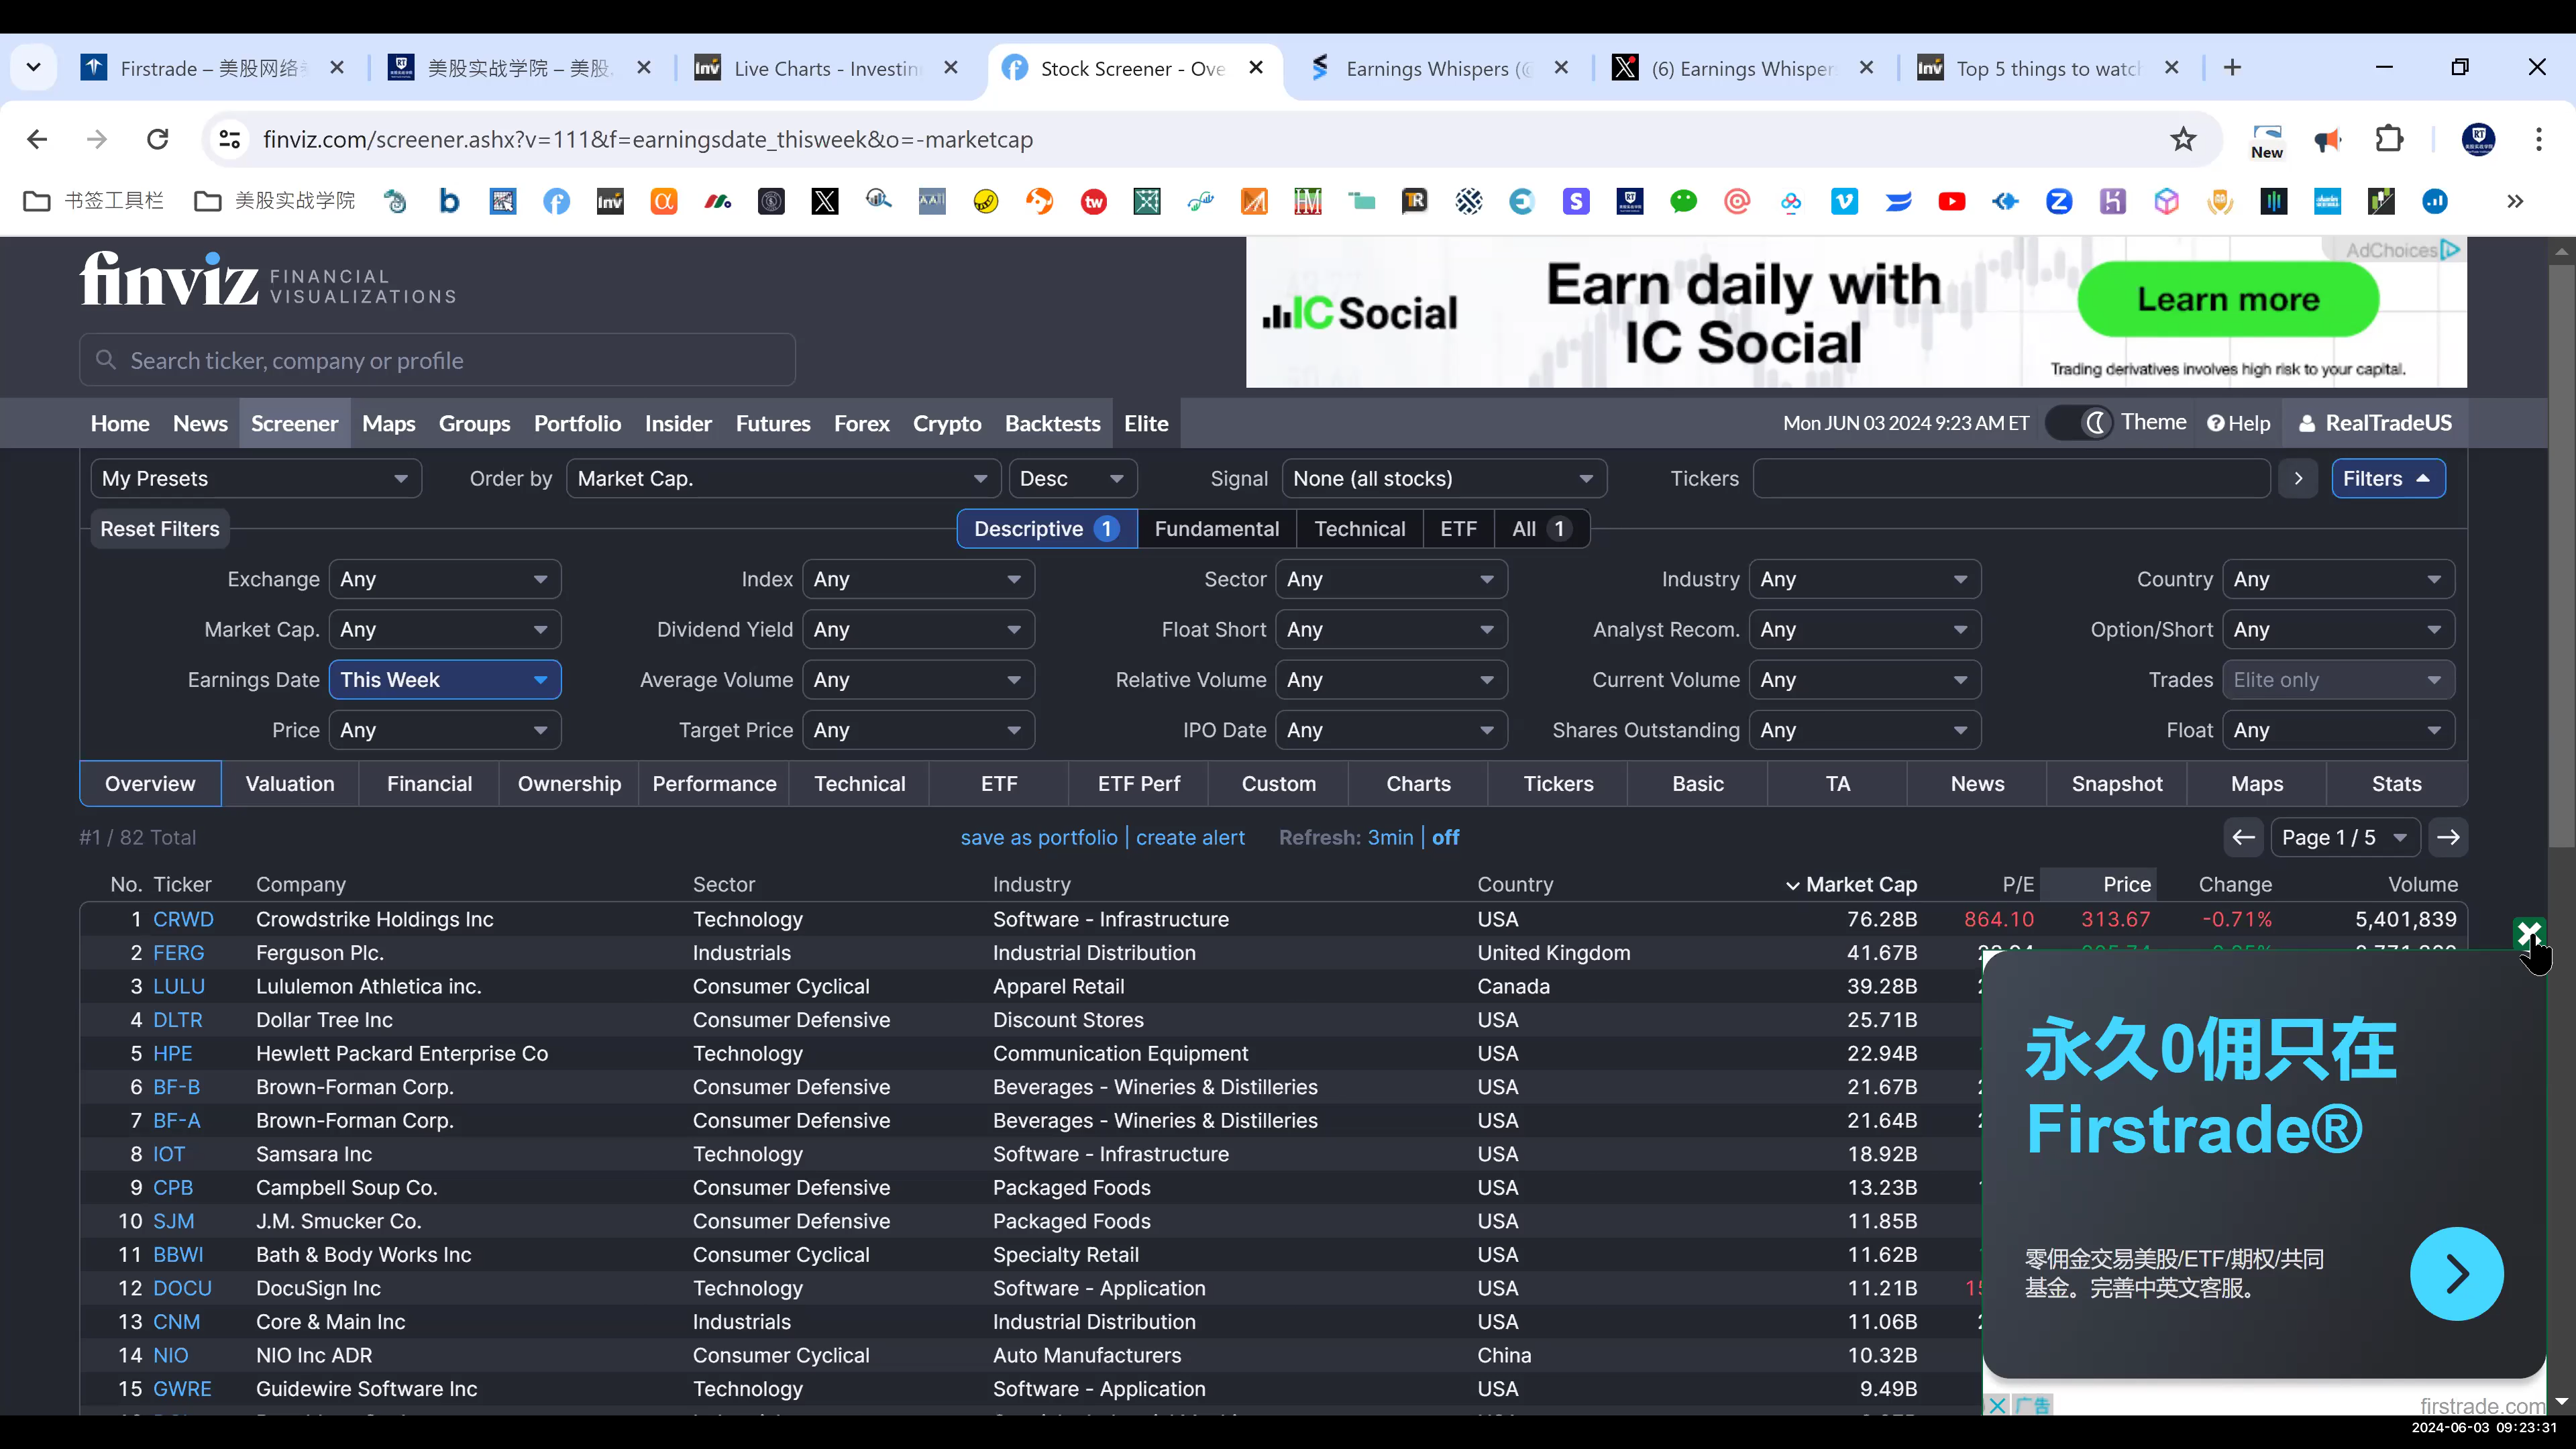 Firstrade – 美股网络
美股实战学院 – 美股
Live Charts - Investin
Stock Screener - Ove
Earnings Whispers (@
(6) Earnings Whisper
Top 5 things to watc
finviz.com/screener.ashx?v=111&f=earningsdate_thisweek&o=-marketcap
New
书签工具栏
美股实战学院
finviz FINANCIAL VISUALIZATIONS
AdChoices
IC Social
Earn daily with
IC Social
Learn more
Trading derivatives involves high risk to your capital.
Search ticker, company or profile
Home News Screener Maps Groups Portfolio Insider Futures Forex Crypto Backtests Elite
Mon JUN 03 2024 9:23 AM ET Theme Help RealTradeUS
My Presets Order by Market Cap. Desc Signal None (all stocks) Tickers Filters
Reset Filters Descriptive 1 Fundamental Technical ETF All 1
Exchange Any Index Any Sector Any Industry Any Country Any
Market Cap. Any Dividend Yield Any Float Short Any Analyst Recom. Any Option/Short Any
Earnings Date This Week Average Volume Any Relative Volume Any Current Volume Any Trades Elite only
Price Any Target Price Any IPO Date Any Shares Outstanding Any Float Any
Overview Valuation Financial Ownership Performance Technical ETF ETF Perf Custom Charts Tickers Basic TA News Snapshot Maps Stats
#1 / 82 Total save as portfolio | create alert Refresh: 3min | off Page 1 / 5
No. Ticker Company Sector Industry Country Market Cap P/E Price Change Volume
1 CRWD Crowdstrike Holdings Inc Technology Software - Infrastructure USA 76.28B 864.10 313.67 -0.71% 5,401,839
2 FERG Ferguson Plc. Industrials Industrial Distribution United Kingdom 41.67B
3 LULU Lululemon Athletica inc. Consumer Cyclical Apparel Retail Canada 39.28B
4 DLTR Dollar Tree Inc Consumer Defensive Discount Stores USA 25.71B
5 HPE Hewlett Packard Enterprise Co Technology Communication Equipment USA 22.94B
6 BF-B Brown-Forman Corp. Consumer Defensive Beverages - Wineries & Distilleries USA 21.67B
7 BF-A Brown-Forman Corp. Consumer Defensive Beverages - Wineries & Distilleries USA 21.64B
8 IOT Samsara Inc Technology Software - Infrastructure USA 18.92B
9 CPB Campbell Soup Co. Consumer Defensive Packaged Foods USA 13.23B
10 SJM J.M. Smucker Co. Consumer Defensive Packaged Foods USA 11.85B
11 BBWI Bath & Body Works Inc Consumer Cyclical Specialty Retail USA 11.62B
12 DOCU DocuSign Inc Technology Software - Application USA 11.21B
13 CNM Core & Main Inc Industrials Industrial Distribution USA 11.06B
14 NIO NIO Inc ADR Consumer Cyclical Auto Manufacturers China 10.32B
15 GWRE Guidewire Software Inc Technology Software - Application USA 9.49B
永久0佣只在
Firstrade®
零佣金交易美股/ETF/期权/共同
基金。完善中英文客服。
广告
firstrade.com
2024-06-03 09:23:31